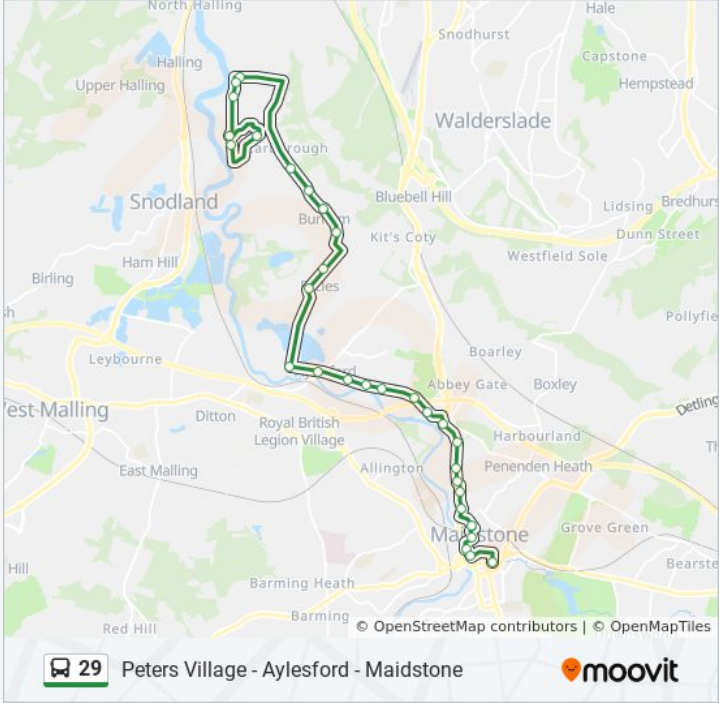 North Halling
Hale
Snodhurst
Halling
Capstone
Upper Halling
Hempstead
Walderslade
Bluebell Hill
Snodland
Lidsing
Bredhurs
Kit's Coty
Dunn Street
Westfield Sole
Ham Hill
Birling
Pollyfie
Boarley
Leybourne
Abbey Gate
Boxley
West Malling
Detling
Ditton
Royal British
Legion Village
Harbourland
Allington
Penenden Heath
East Malling
Grove Green
Hill
Bearste
Barming Heath
Barming
Red Hill
© OpenStreetMap contributors | © OpenMapTiles
29 Peters Village - Aylesford - Maidstone
moovit